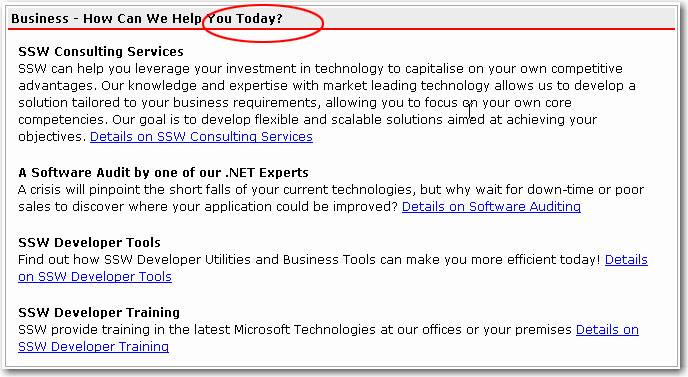 Business - How Can We Help You Today?
SSW Consulting Services
SSW can help you leverage your investment in technology to capitalise on your own competitive
advantages. Our knowledge and expertise with market leading technology allows us to develop a
solution tailored to your business requirements, allowing you to focus on your own core
competencies. Our goal is to develop flexible and scalable solutions aimed at achieving your
objectives. Details on SSW Consulting Services
A Software Audit by one of our .NET Experts
A crisis will pinpoint the short falls of your current technologies, but why wait for down-time or poor
sales to discover where your application could be improved? Details on Software Auditing
SSW Developer Tools
Find out how SSW Developer Utilities and Business Tools can make you more efficient today! Details
on SSW Developer Tools
SSW Developer Training
SSW provide training in the latest Microsoft Technologies at our offices or your premises Details on
SSW Developer Training